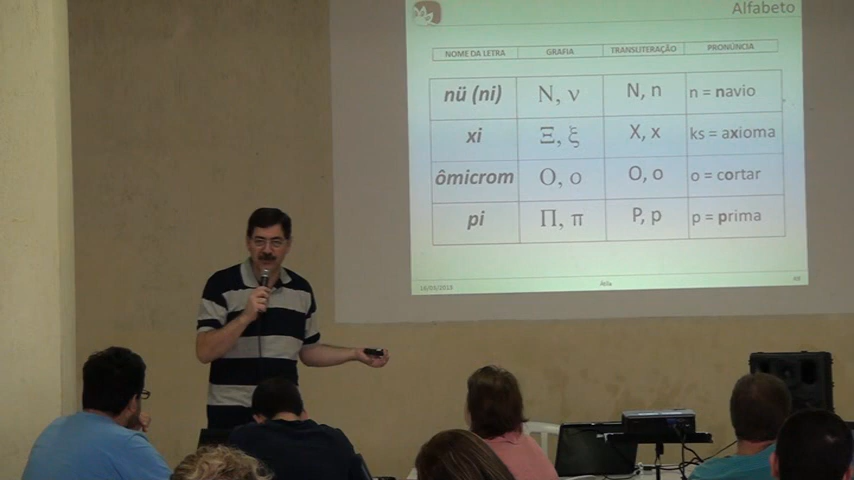 Alfabeto
NOME DA LETRA GRAFIA TRANSLITERAÇÃO PRONÚNCIA
nü (ni) Ν, ν N, n n = navio
xi Ξ, ξ X, x ks = axioma
ômicrom Ο, ο O, o o = cortar
pi Π, π P, p p = prima